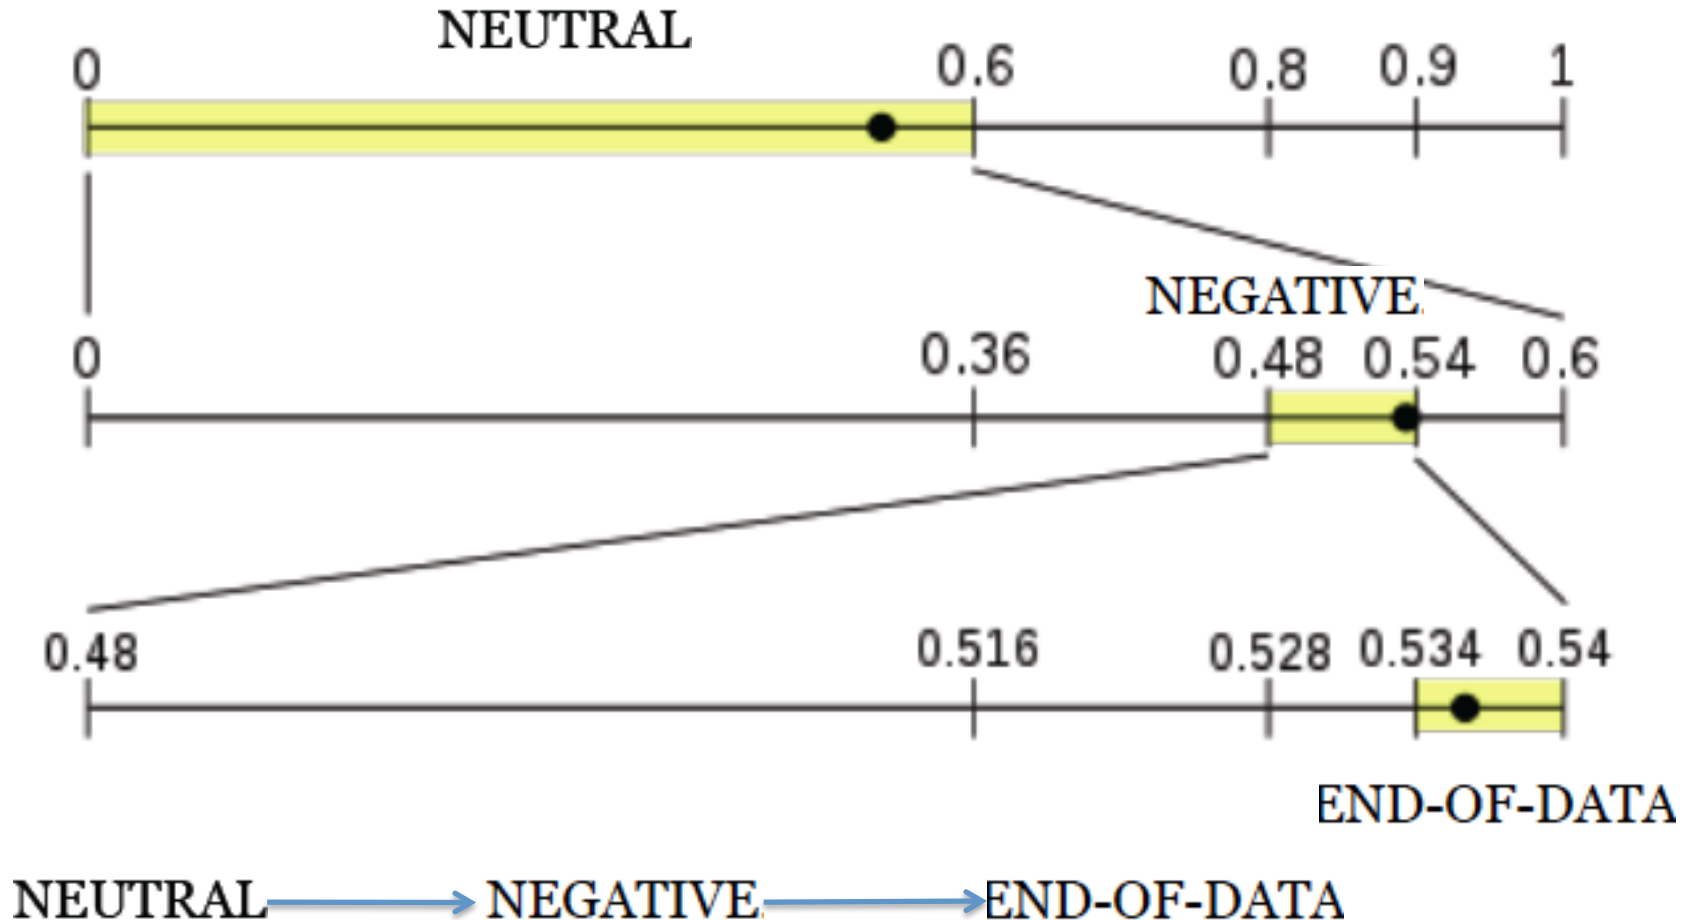 NEUTRAL
0 0.6 0.8 0.9 1
NEGATIVE
0 0.36 0.48 0.54 0.6
0.48 0.516 0.528 0.534 0.54
END-OF-DATA
NEUTRAL NEGATIVE END-OF-DATA